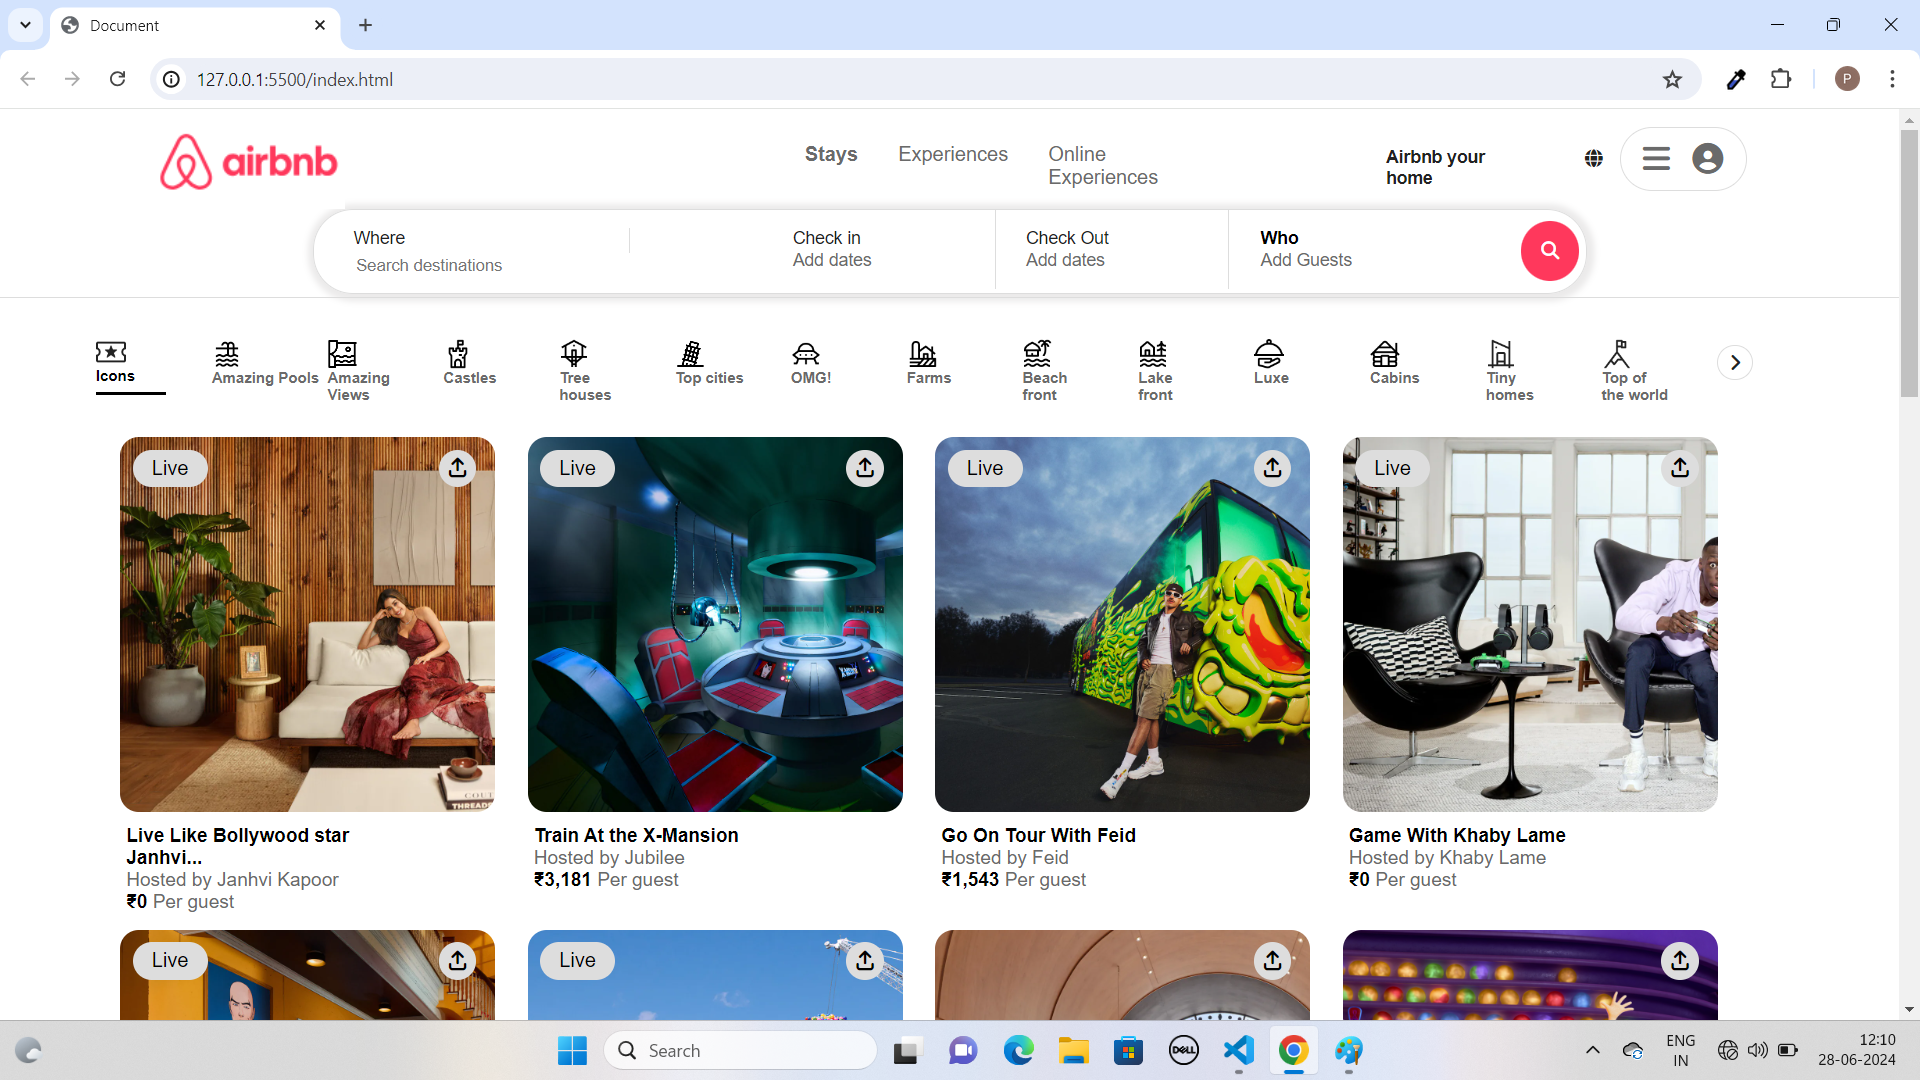 Document
127.0.0.1:5500/index.html
P
airbnb
Stays
Experiences
Online
Experiences
Airbnb your
home
Where
Search destinations
Check in
Add dates
Check Out
Add dates
Who
Add Guests
Icons
Amazing Pools
Amazing
Views
Castles
Tree
houses
Top cities
OMG!
Farms
Beach
front
Lake
front
Luxe
Cabins
Tiny
homes
Top of
the world
Live
Live
Live
Live
THREADS
Live Like Bollywood star
Janhvi...
Hosted by Janhvi Kapoor
₹0 Per guest
Train At the X-Mansion
Hosted by Jubilee
₹3,181 Per guest
Go On Tour With Feid
Hosted by Feid
₹1,543 Per guest
Game With Khaby Lame
Hosted by Khaby Lame
₹0 Per guest
Live
Live
Search
DELL
ENG
IN
12:10
28-06-2024